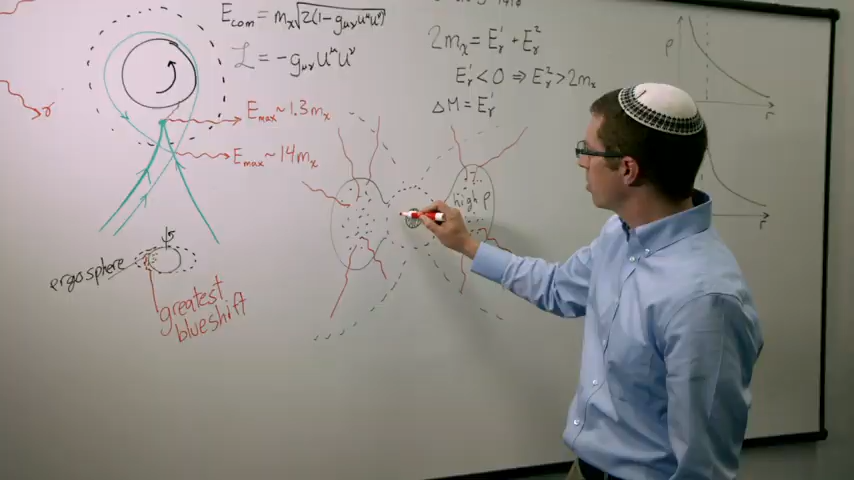 E_com = m_χ√2(1-g_μν u^μ u^ν)
ℒ = -g_μν u^μ u^ν
2m_χ = E_γ^1 + E_γ^2
E_γ^1 < 0 ⇒ E_γ^2 > 2m_χ
ΔM = E_γ^1
γ
E_max ~ 1.3 m_χ
E_max ~ 14 m_χ
ergosphere
greatest
blueshift
high ρ
ρ
r
r